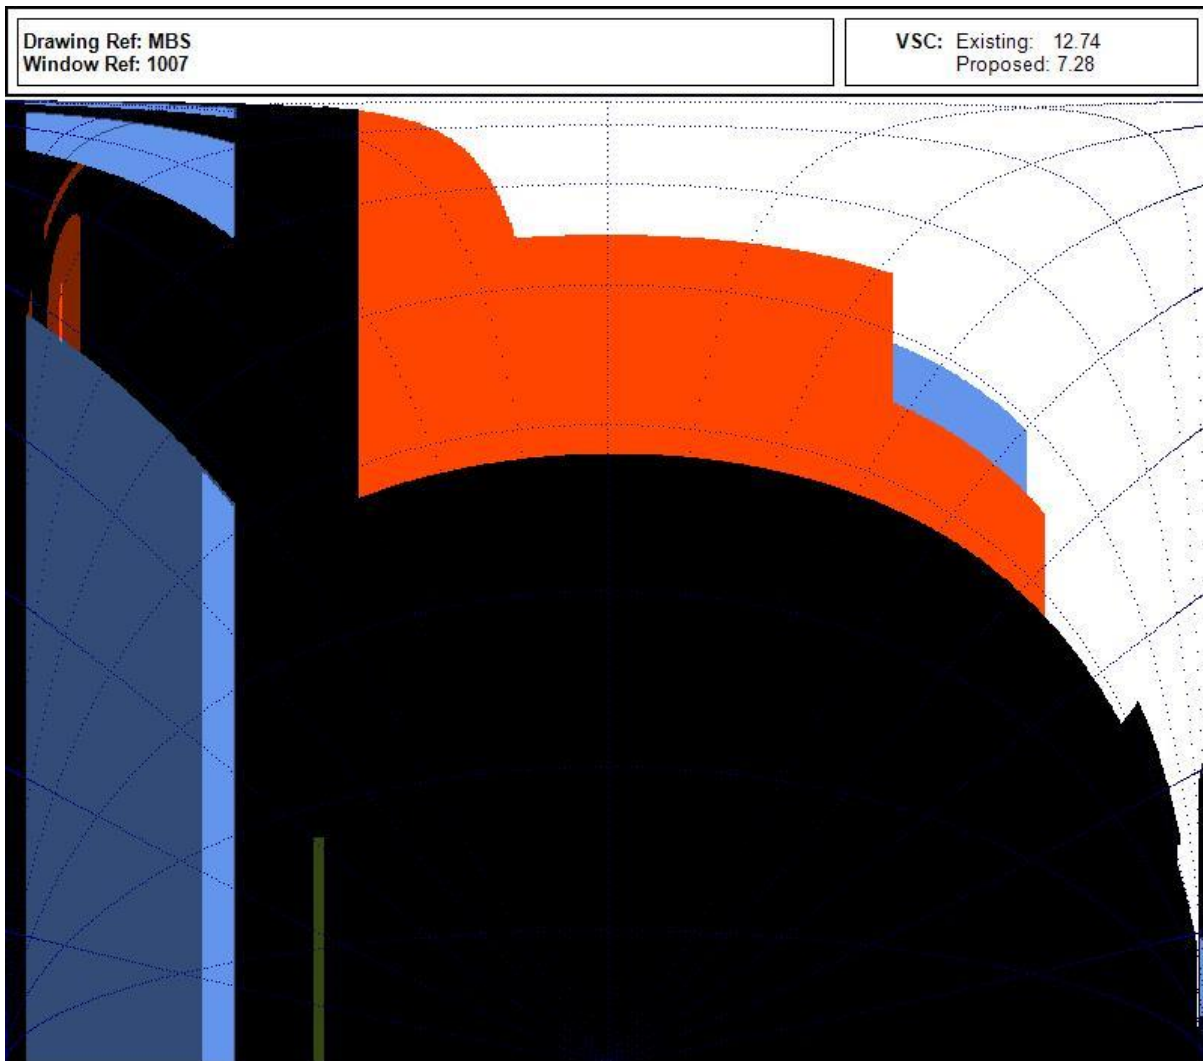 Drawing Ref: MBS
Window Ref: 1007
VSC: Existing: 12.74
Proposed: 7.28